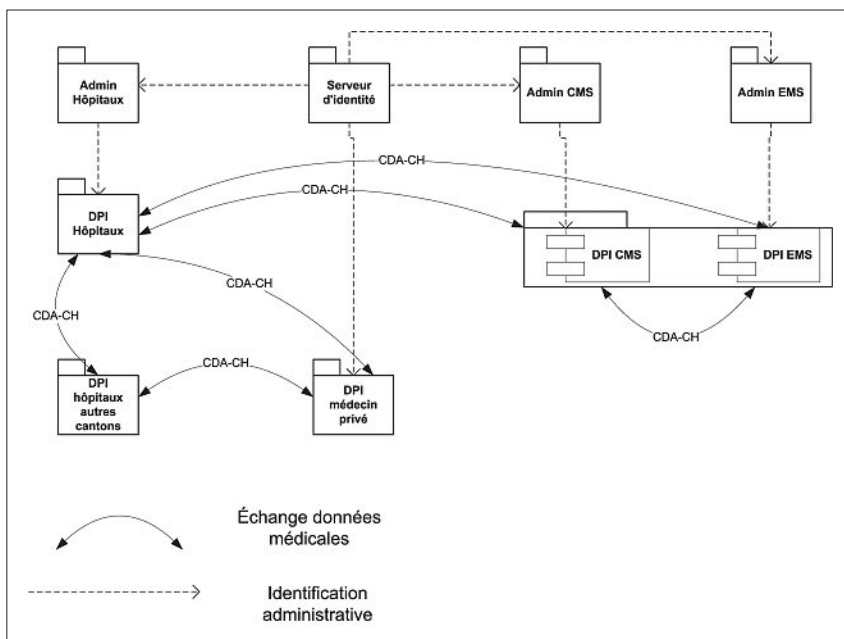 Admin
Hôpitaux
Serveur
d'identité
Admin CMS
Admin EMS
CDA-CH
CDA-CH
DPI
Hôpitaux
DPI CMS
DPI EMS
CDA-CH
CDA-CH
CDA-CH
CDA-CH
DPI
hôpitaux
autres
cantons
DPI
médecin
privé
Échange données
médicales
Identification
administrative